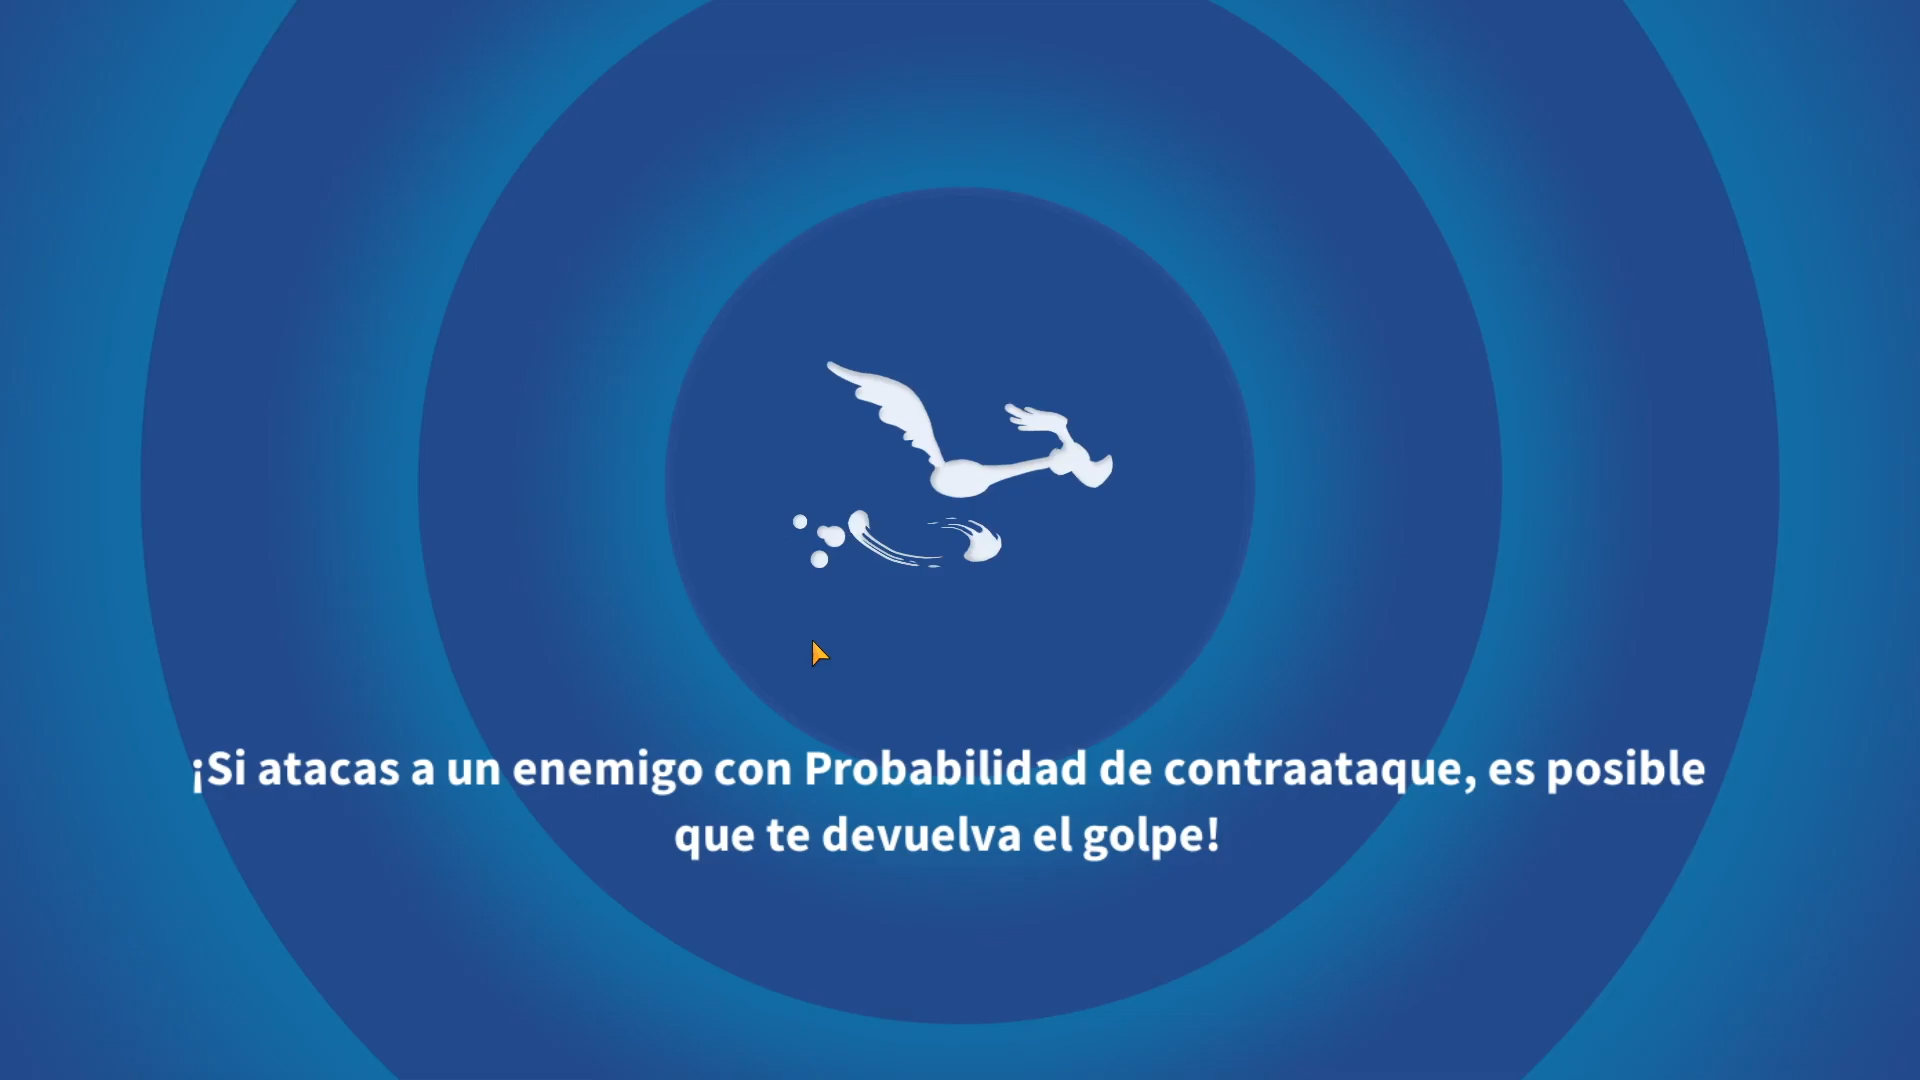 ¡Si atacas a un enemigo con Probabilidad de contraataque, es posible
que te devuelva el golpe!